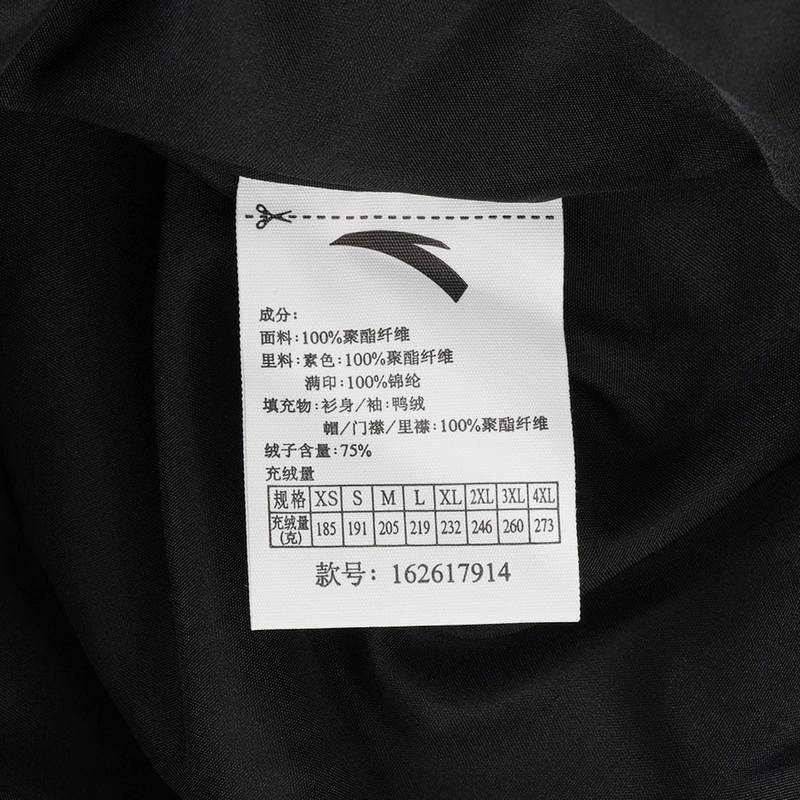 成分:
面料:100%聚酯纤维
里料:素色:100%聚酯纤维
满印:100%锦纶
填充物:衫身/袖:鸭绒
帽/门襟/里襟:100%聚酯纤维
绒子含量:75%
充绒量
规格 XS S M L XL 2XL 3XL 4XL
充绒量(克) 185 191 205 219 232 246 260 273
款号: 162617914